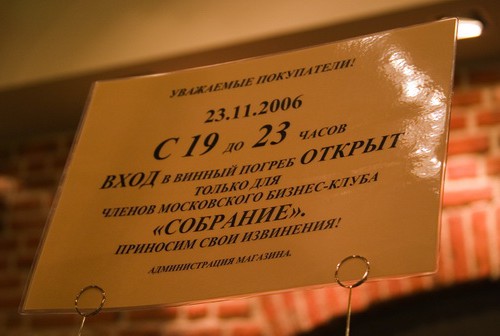 УВАЖАЕМЫЕ ПОКУПАТЕЛИ!
23.11.2006
С 19 до 23 ЧАСОВ
ВХОД В ВИННЫЙ ПОГРЕБ ОТКРЫТ
ТОЛЬКО ДЛЯ
ЧЛЕНОВ МОСКОВСКОГО БИЗНЕС-КЛУБА
«СОБРАНИЕ».
ПРИНОСИМ СВОИ ИЗВИНЕНИЯ!
АДМИНИСТРАЦИЯ МАГАЗИНА.